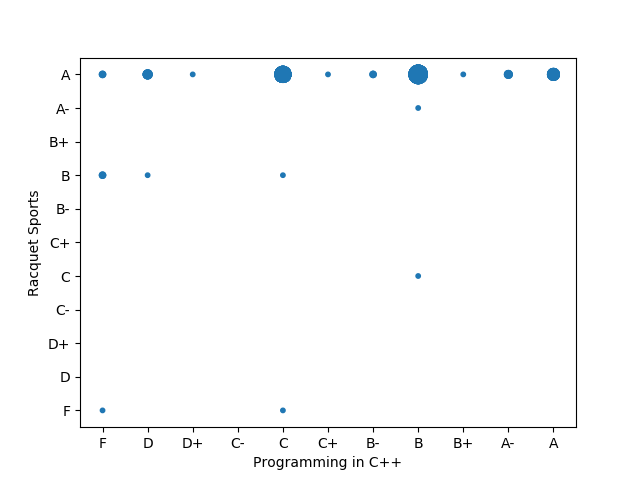 A
A-
B+
B
B-
C+
C
C-
D+
D
F
Racquet Sports
F D D+ C- C C+ B- B B+ A- A
Programming in C++